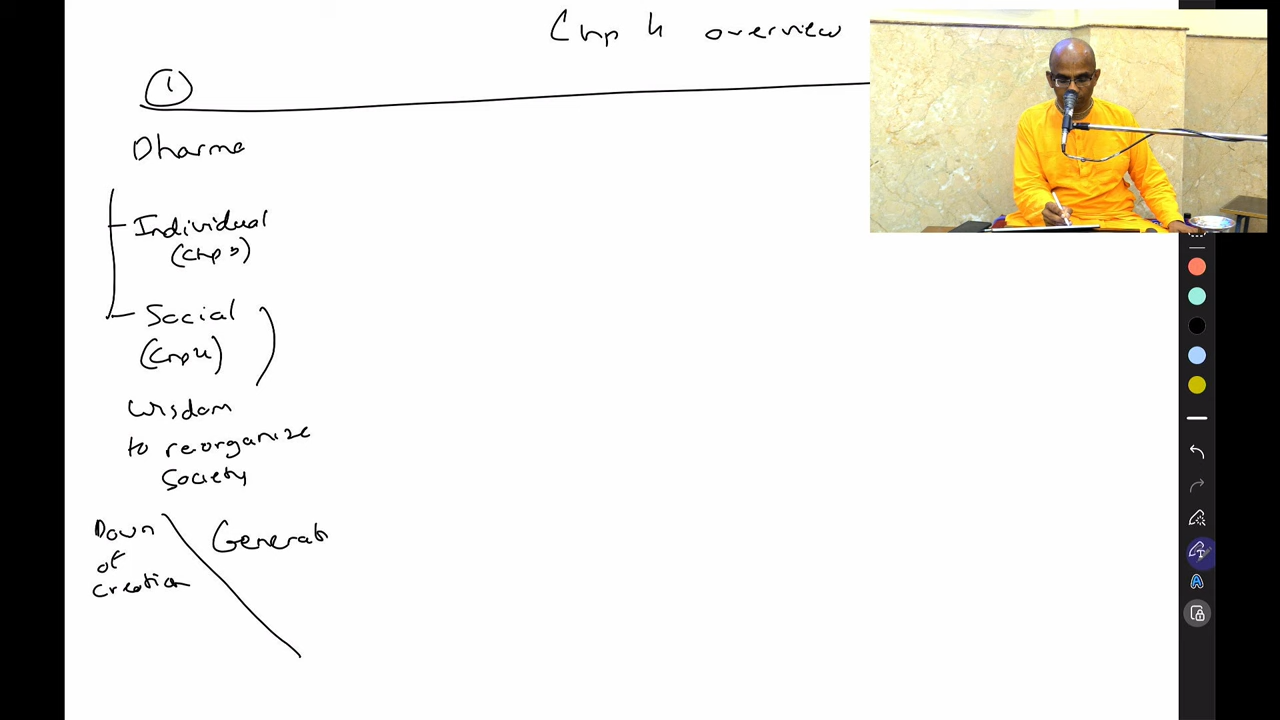 Chp 4 overview
1
Dharma
Individual
(Chp 3)
Social
(Chp 4)
Wisdom
to reorganize
Society
Down
of
Creation
Generati